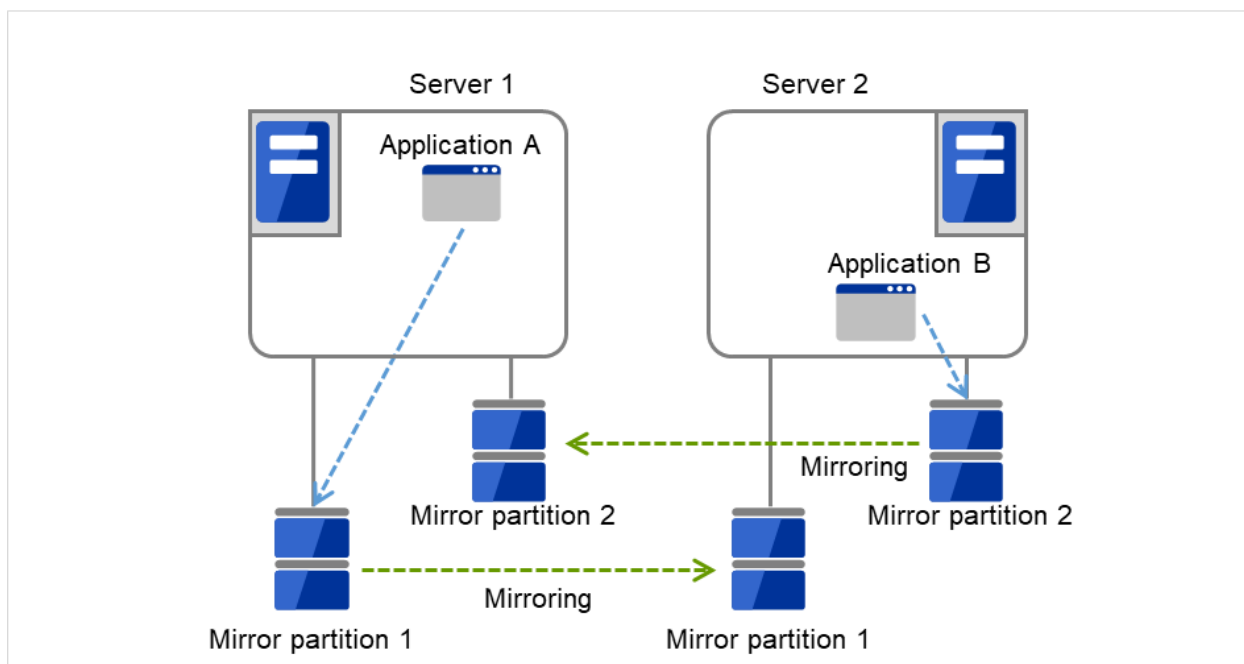 Server 1
Server 2
Application A
Application B
Mirroring
Mirror partition 2
Mirror partition 2
Mirroring
Mirror partition 1
Mirror partition 1